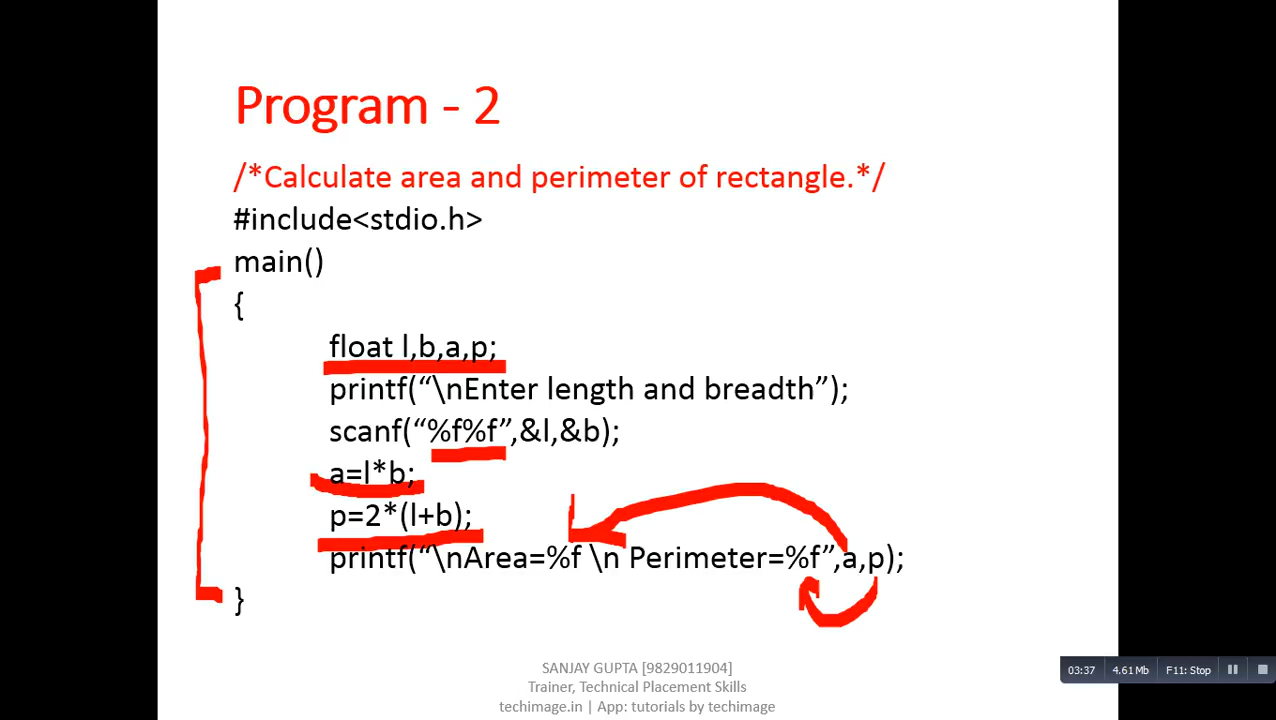 Program - 2
/*Calculate area and perimeter of rectangle.*/
#include<stdio.h>
main()
{
float l,b,a,p;
printf(“\nEnter length and breadth”);
scanf(“%f%f”,&l,&b);
a=l*b;
p=2*(l+b);
printf(“\nArea=%f \n Perimeter=%f”,a,p);
}
SANJAY GUPTA [9829011904]
Trainer, Technical Placement Skills
techimage.in | App: tutorials by techimage
03:37 4.61 Mb F11: Stop